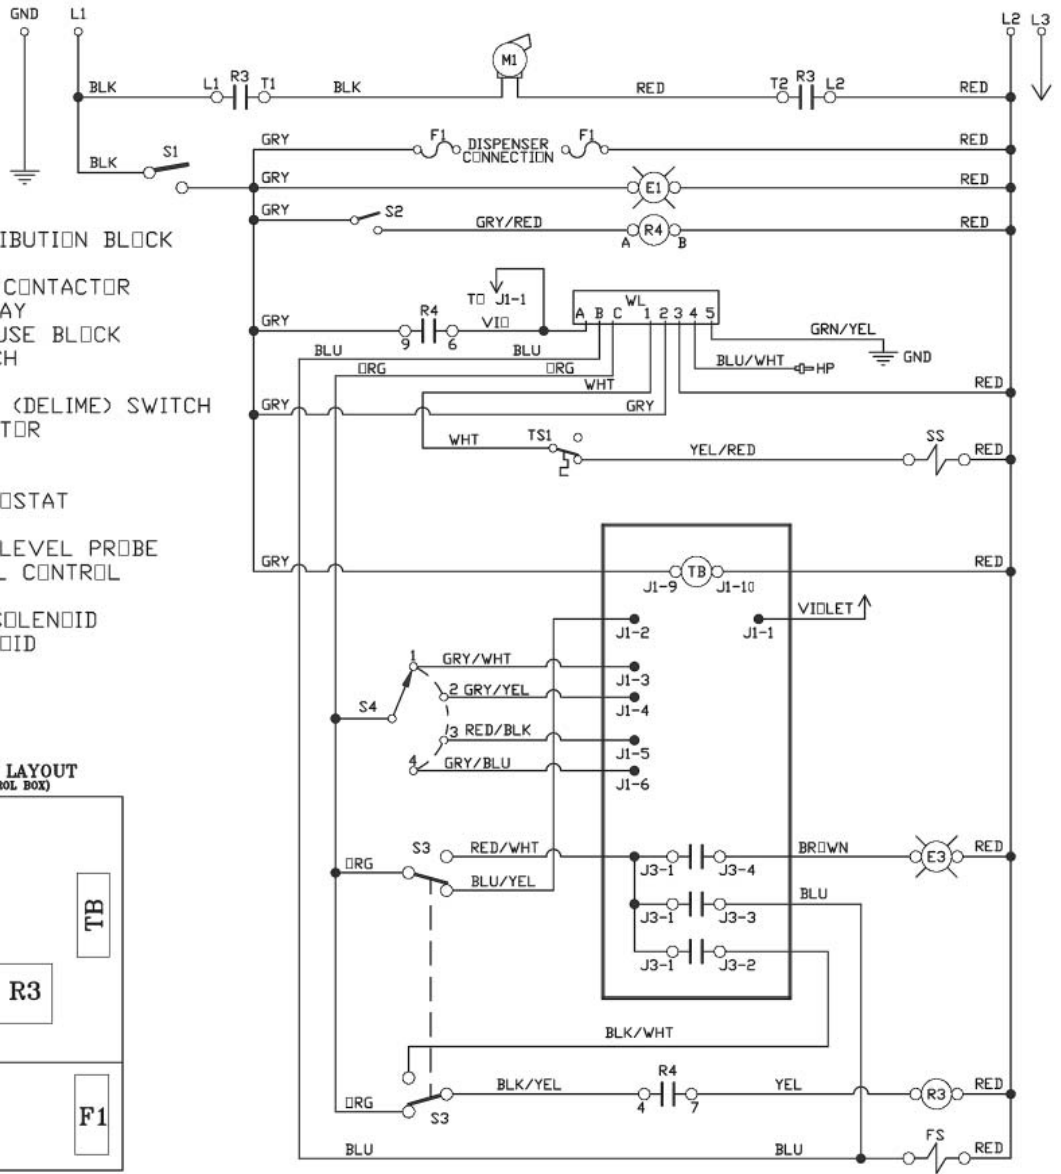 GND L1 L2 L3
M1
BLK L1 R3 T1 BLK RED T2 R3 L2 RED
GRY F1 DISPENSER CONNECTION F1 RED
BLK S1
GRY E1 RED
GRY S2 GRY/RED A R4 B RED
IBUTION BLOCK
CONTACTOR
AY
USE BLOCK
CH
(DELIME) SWITCH
TOR
OSTAT
LEVEL PROBE
L CONTROL
SOLENOID
OID
TO J1-1
WL
A B C 1 2 3 4 5
GRY 9 R4 6 VIO
GRN/YEL GND
BLU BLU
BLU/WHT HP
ORG ORG
WHT
RED
GRY GRY
WHT TS1 YEL/RED SS RED
GRY J1-9 TB J1-10 RED
J1-2 J1-1 VIOLET
1 GRY/WHT J1-3
2 GRY/YEL J1-4
S4
3 RED/BLK J1-5
4 GRY/BLU J1-6
LAYOUT
ROL BOX)
TB
R3
F1
S3 RED/WHT J3-1 J3-4 BROWN E3 RED
ORG BLU/YEL
J3-1 J3-3 BLU
J3-1 J3-2
BLK/WHT
ORG S3 BLK/YEL 4 R4 7 YEL R3 RED
BLU BLU FS RED